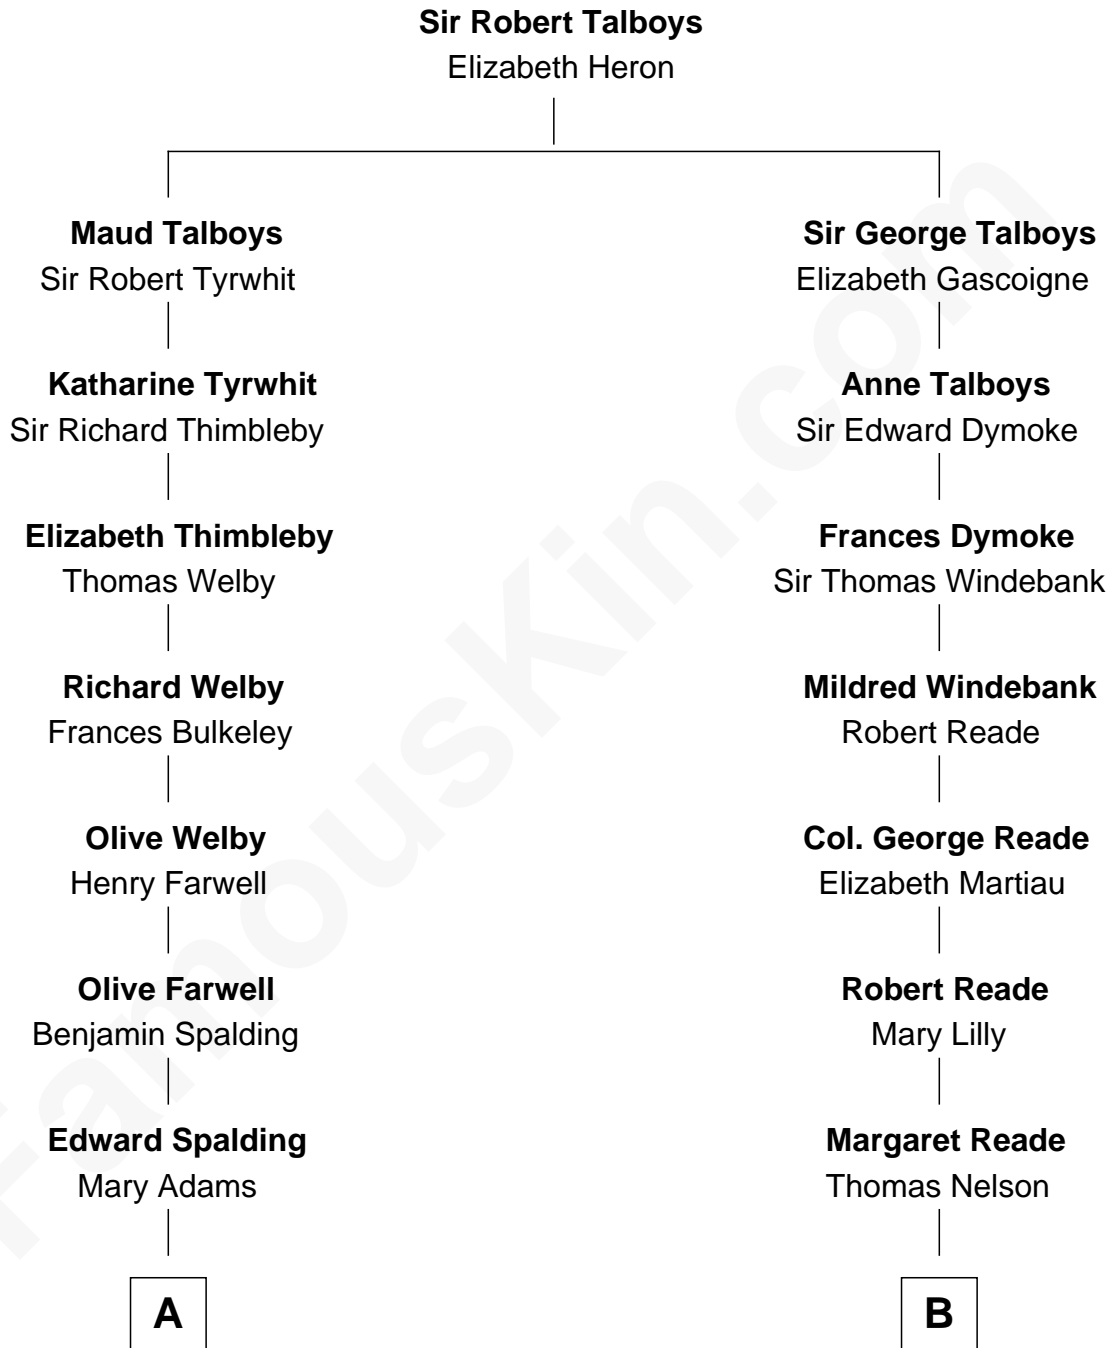 Sir Robert Talboys
Elizabeth Heron
Maud Talboys
Sir Robert Tyrwhit
Sir George Talboys
Elizabeth Gascoigne
Katharine Tyrwhit
Sir Richard Thimbleby
Anne Talboys
Sir Edward Dymoke
Elizabeth Thimbleby
Thomas Welby
Frances Dymoke
Sir Thomas Windebank
Richard Welby
Frances Bulkeley
Mildred Windebank
Robert Reade
Olive Welby
Henry Farwell
Col. George Reade
Elizabeth Martiau
Olive Farwell
Benjamin Spalding
Robert Reade
Mary Lilly
Edward Spalding
Mary Adams
Margaret Reade
Thomas Nelson
A
B
FamousKin.com